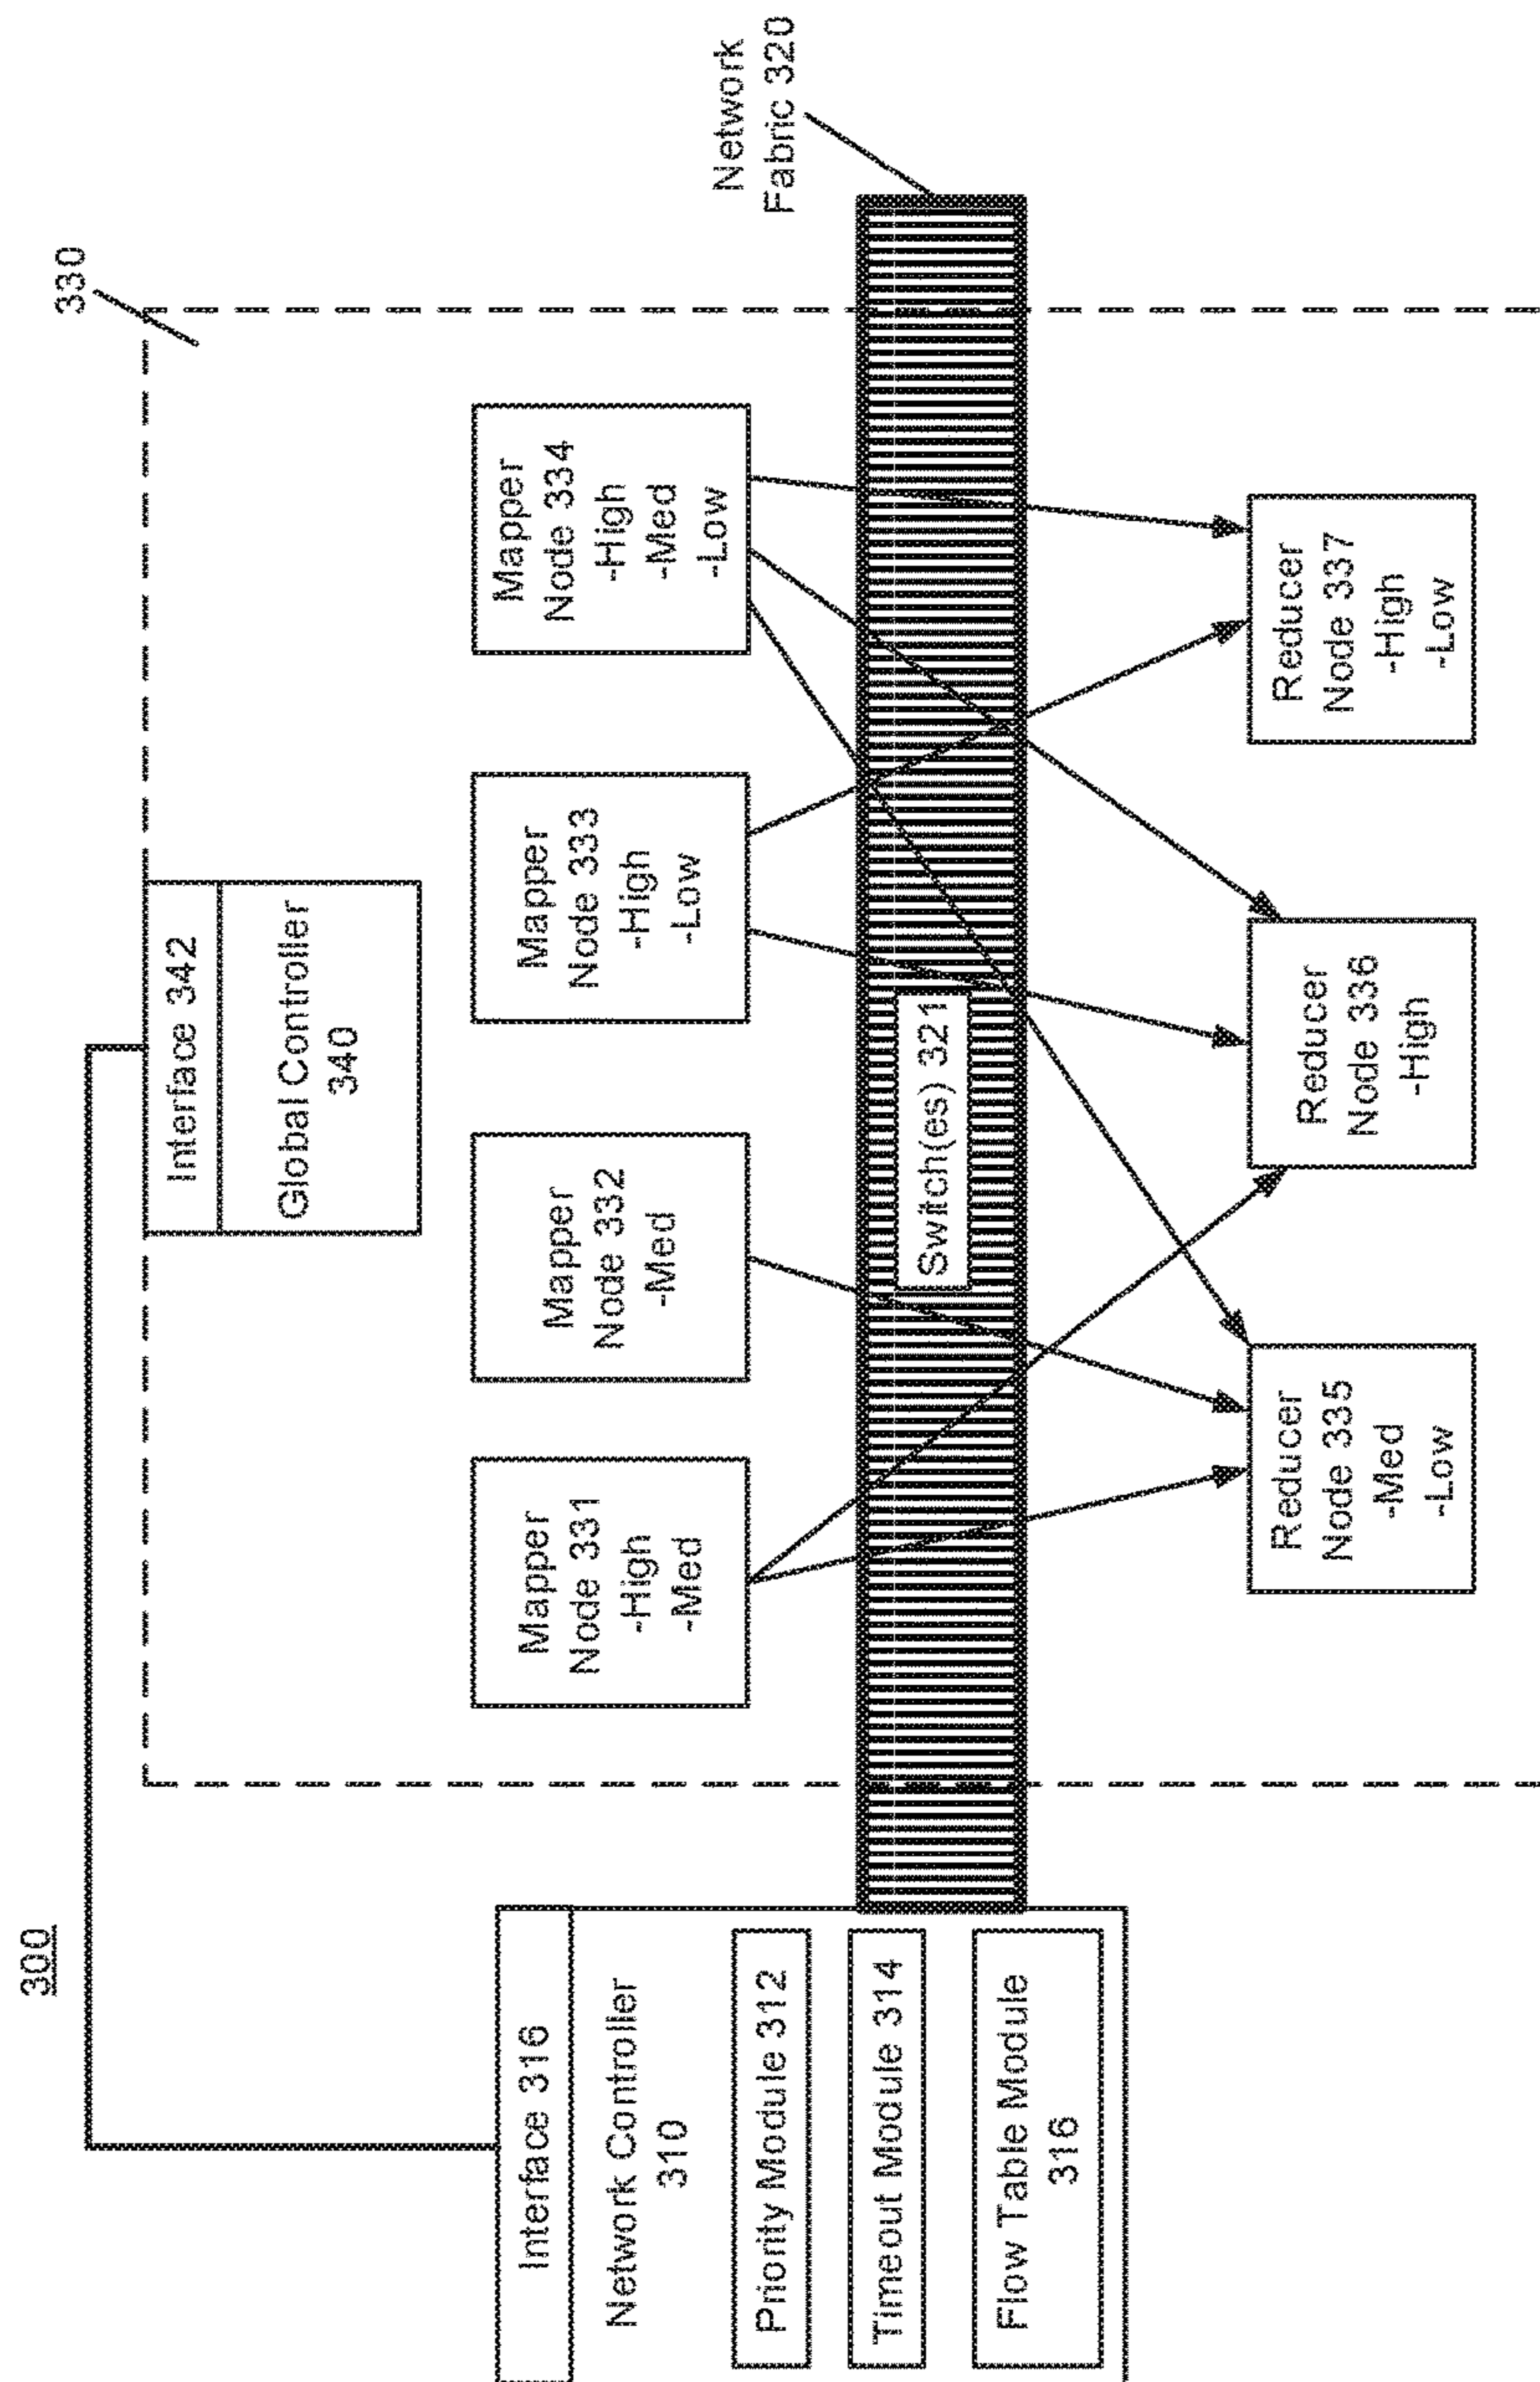 300
330
Interface 342
Global Controller
340
Interface 316
Network Controller
310
Priority Module 312
Timeout Module 314
Flow Table Module
316
Mapper
Node 331
-High
-Med
Mapper
Node 332
-Med
Mapper
Node 333
-High
-Low
Mapper
Node 334
-High
-Med
-Low
Network
Fabric 320
Switch(es) 321
Reducer
Node 335
-Med
-Low
Reducer
Node 336
-High
Reducer
Node 337
-High
-Low